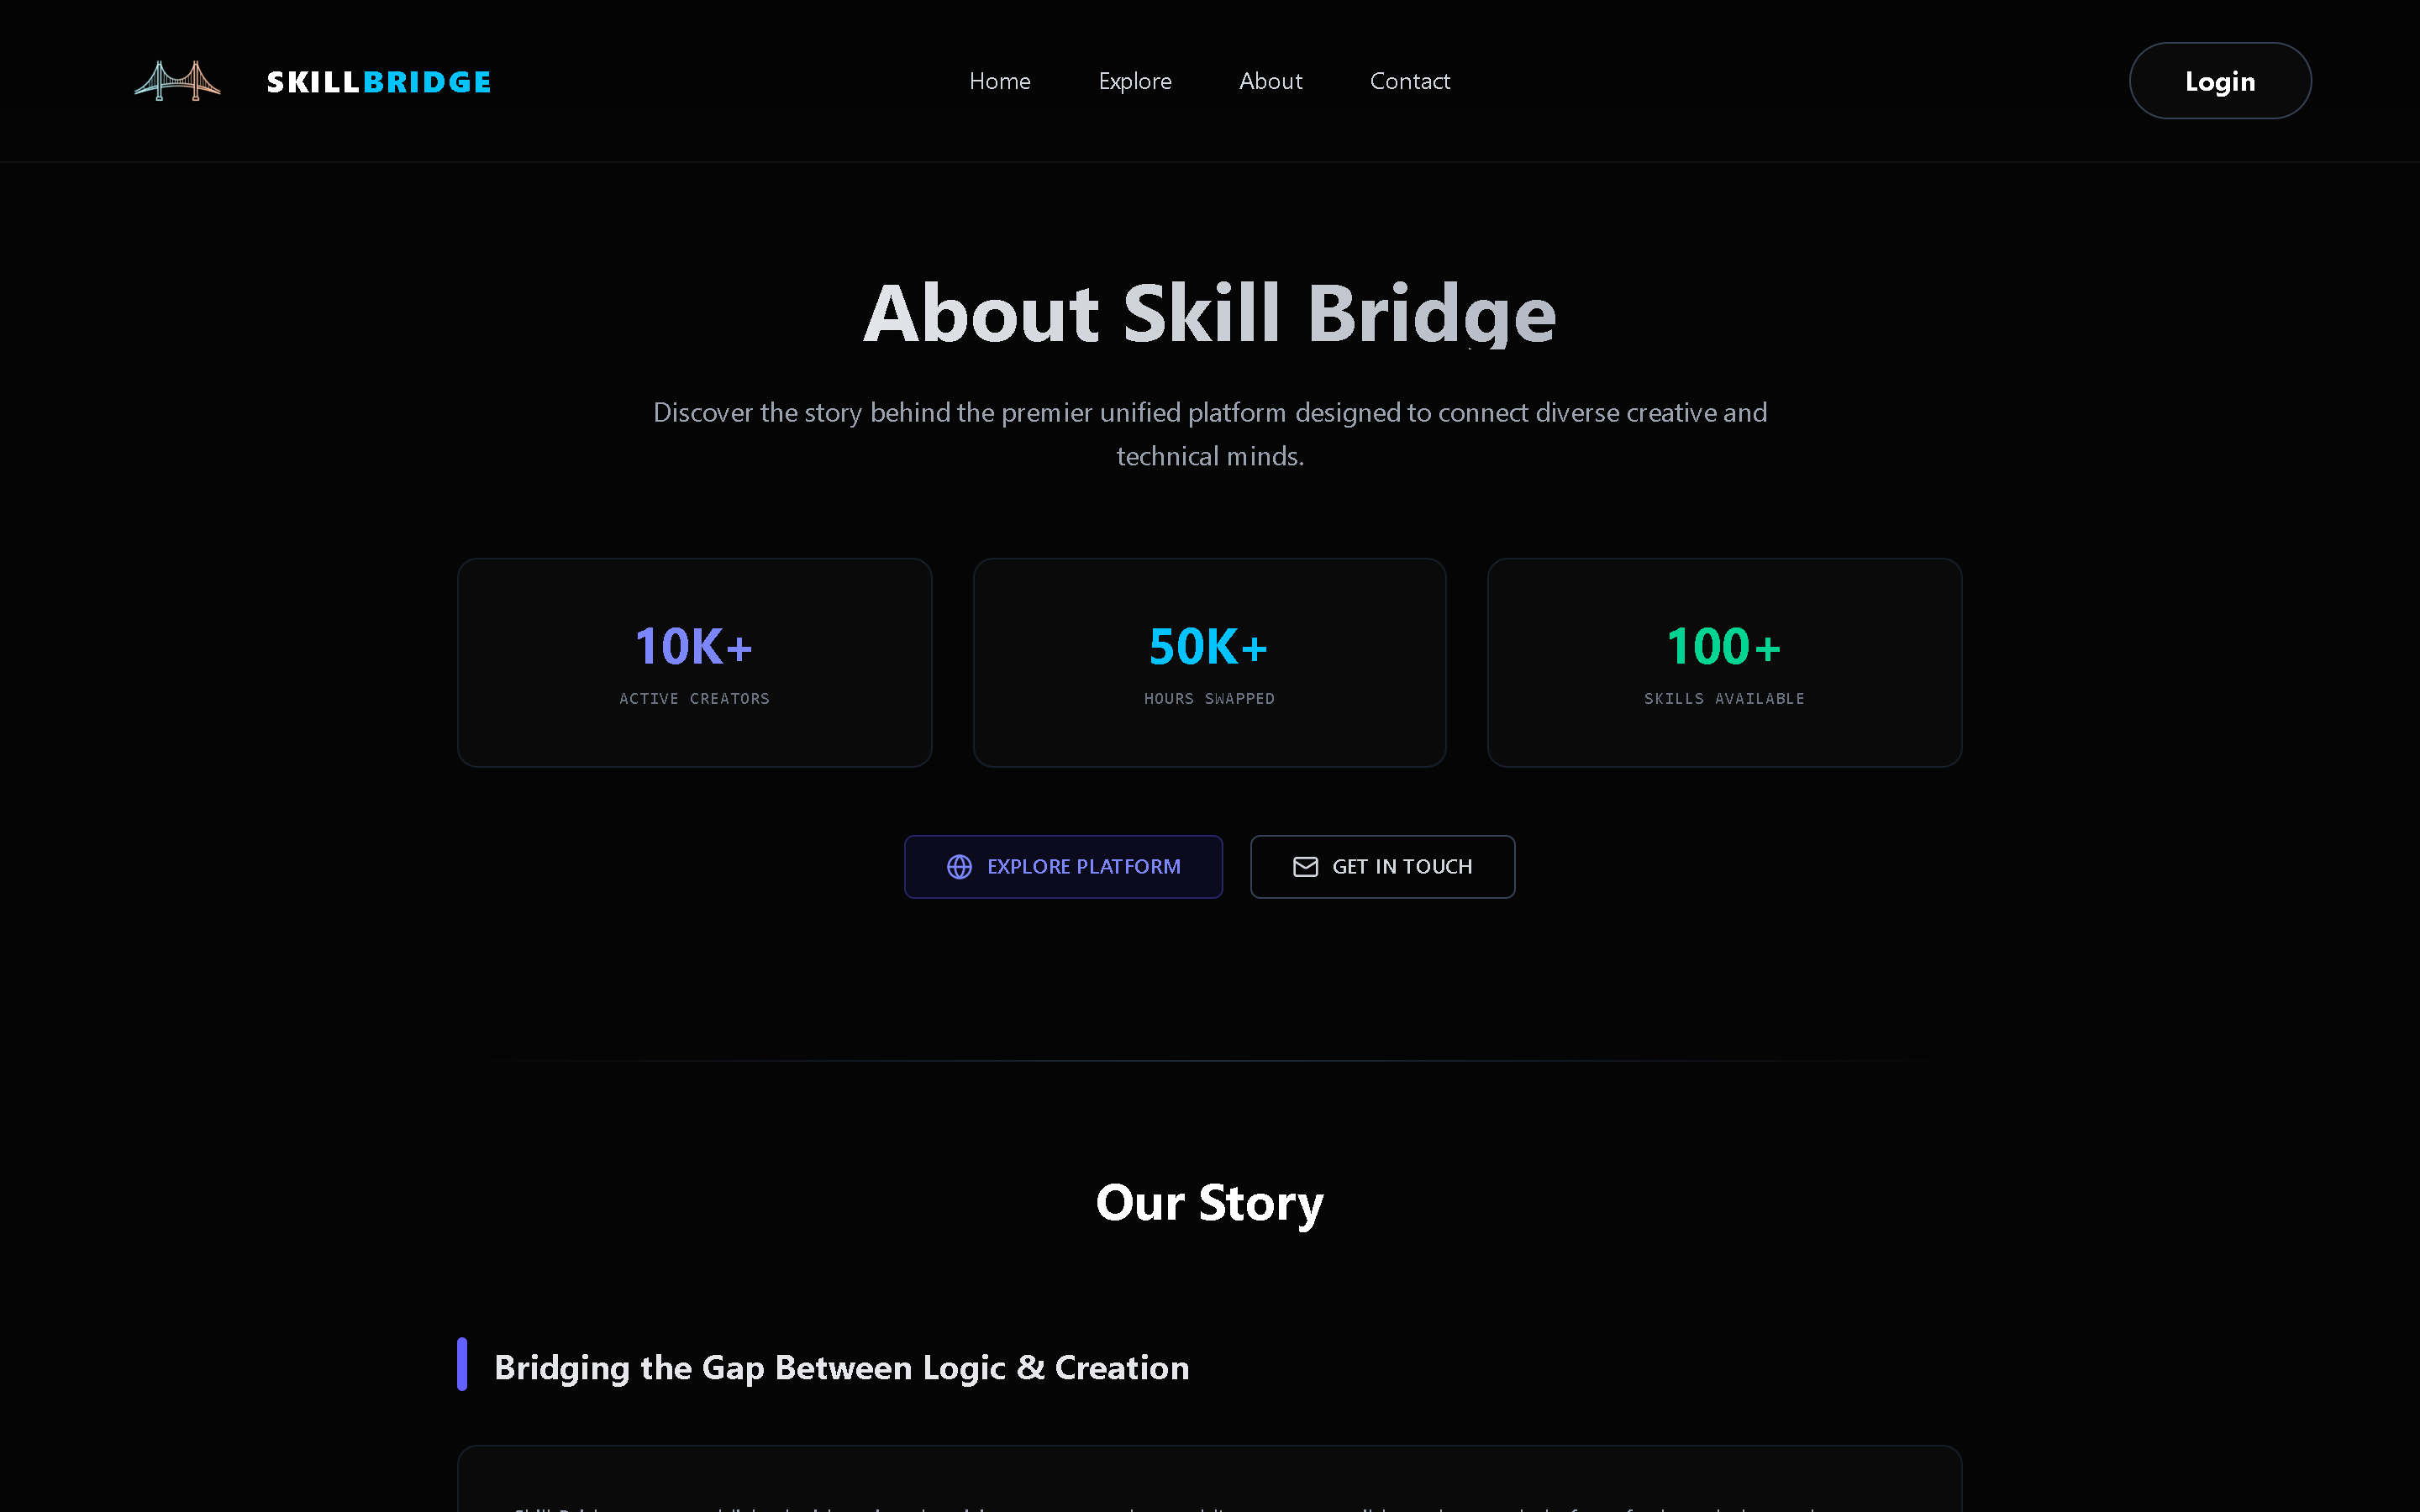 SKILLBRIDGE
Home
Explore
About
Contact
Login
About Skill Bridge
Discover the story behind the premier unified platform designed to connect diverse creative and
technical minds.
10K+
ACTIVE CREATORS
50K+
HOURS SWAPPED
100+
SKILLS AVAILABLE
EXPLORE PLATFORM
GET IN TOUCH
Our Story
Bridging the Gap Between Logic & Creation